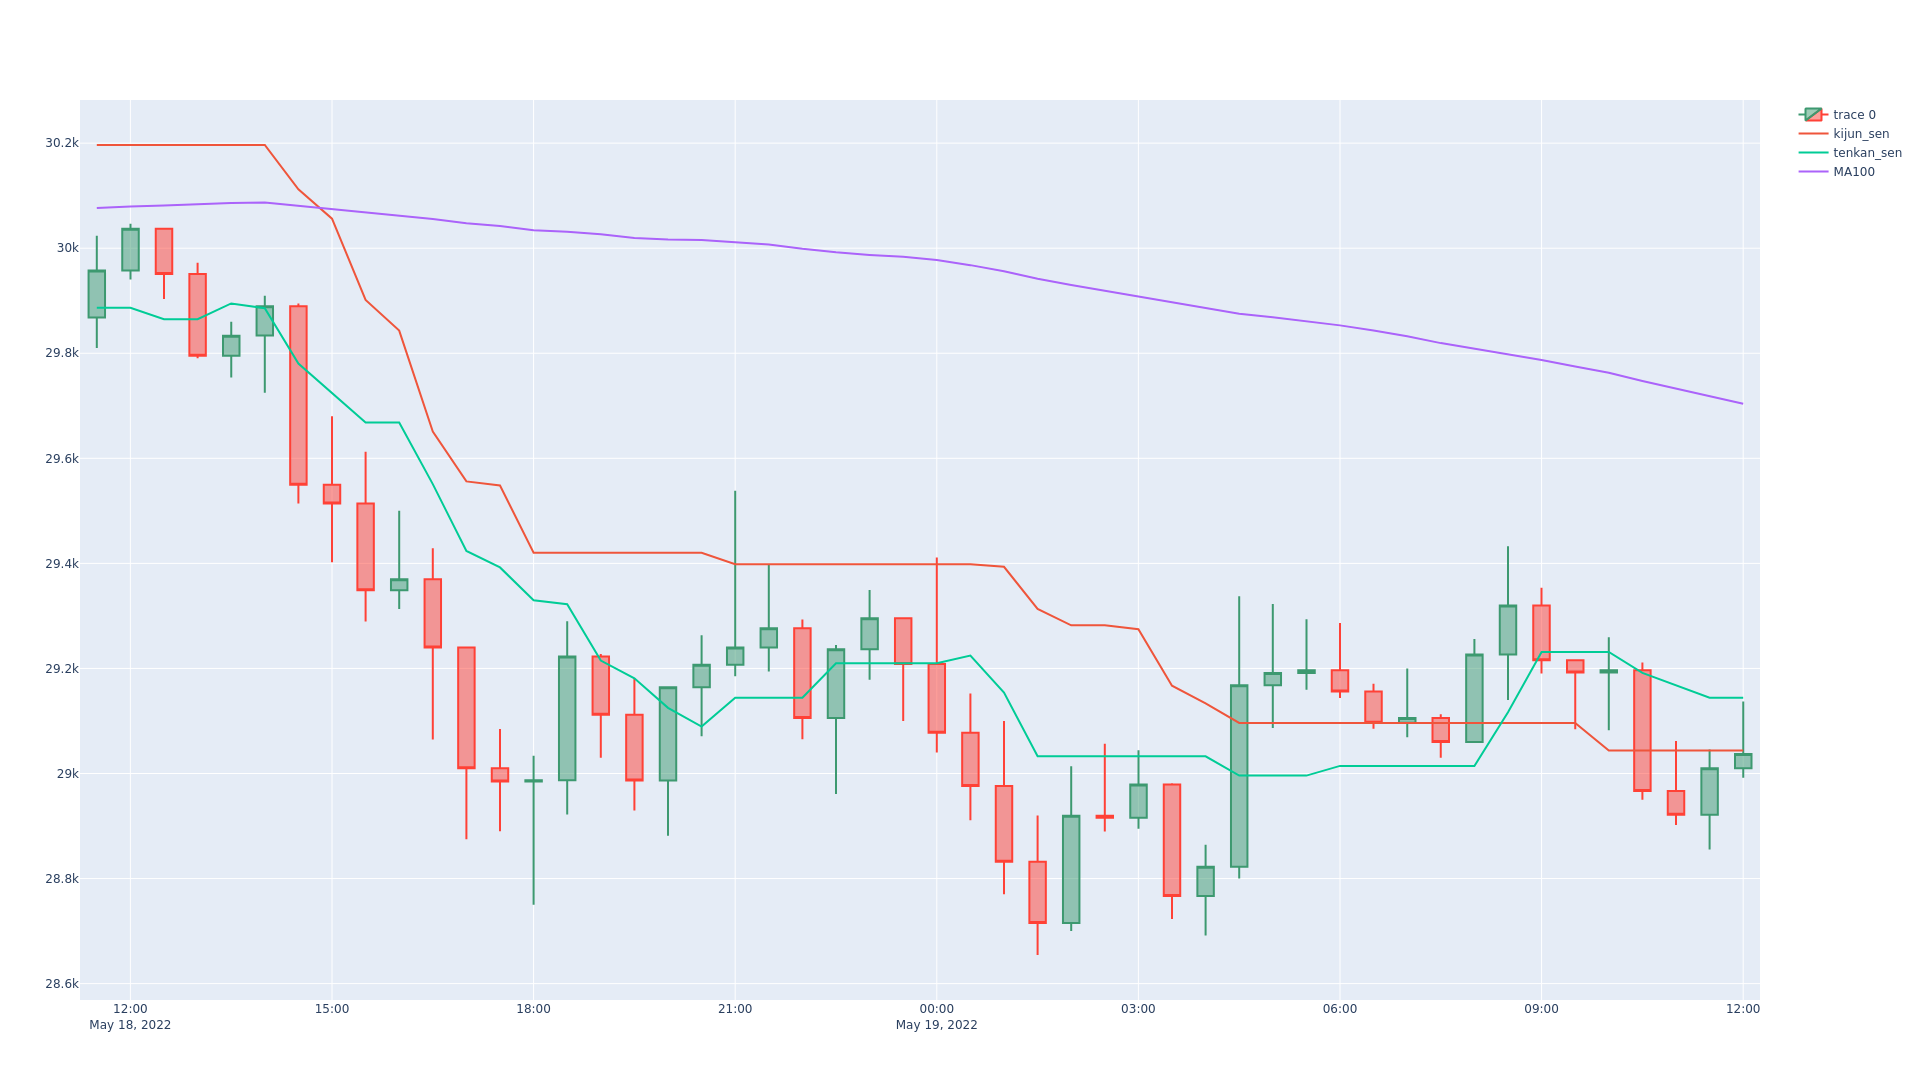 30.2k
30k
29.8k
29.6k
29.4k
29.2k
29k
28.8k
28.6k
12:00
May 18, 2022
15:00
18:00
21:00
00:00
May 19, 2022
03:00
06:00
09:00
12:00
trace 0
kijun_sen
tenkan_sen
MA100